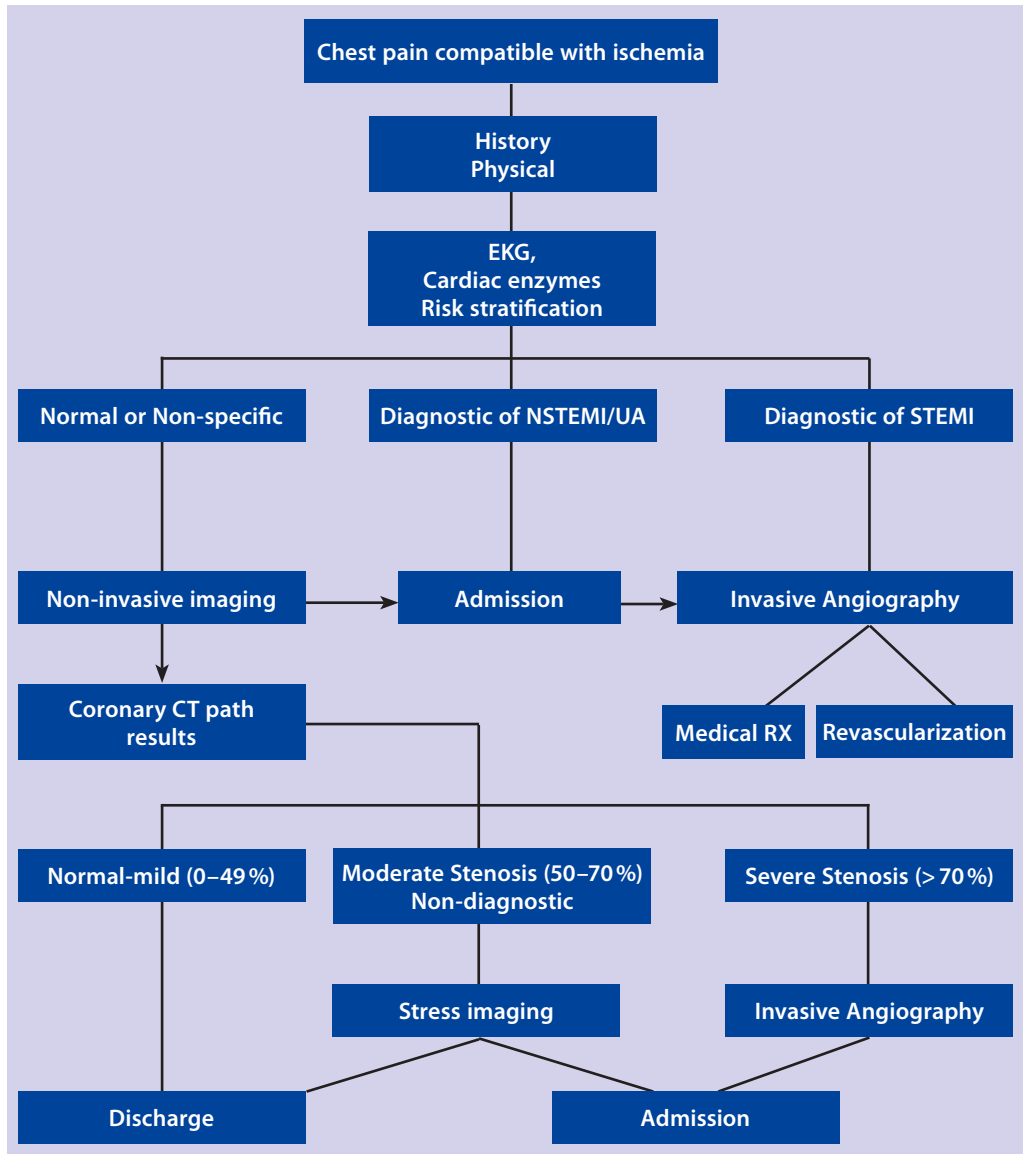 Chest pain compatible with ischemia
History
Physical
EKG,
Cardiac enzymes
Risk stratification
Normal or Non-specific
Diagnostic of NSTEMI/UA
Diagnostic of STEMI
Non-invasive imaging
Admission
Invasive Angiography
Coronary CT path
results
Medical RX
Revascularization
Normal-mild (0–49 %)
Moderate Stenosis (50–70 %)
Non-diagnostic
Severe Stenosis (> 70 %)
Stress imaging
Invasive Angiography
Discharge
Admission